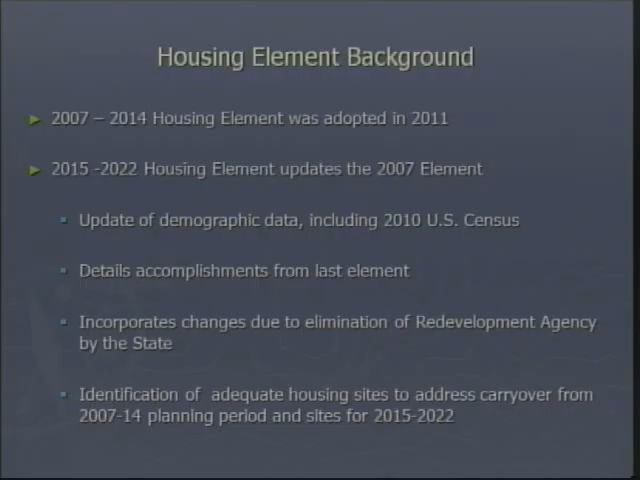 Housing Element Background
2007 – 2014 Housing Element was adopted in 2011
2015 -2022 Housing Element updates the 2007 Element
Update of demographic data, including 2010 U.S. Census
Details accomplishments from last element
Incorporates changes due to elimination of Redevelopment Agency
by the State
Identification of adequate housing sites to address carryover from
2007-14 planning period and sites for 2015-2022